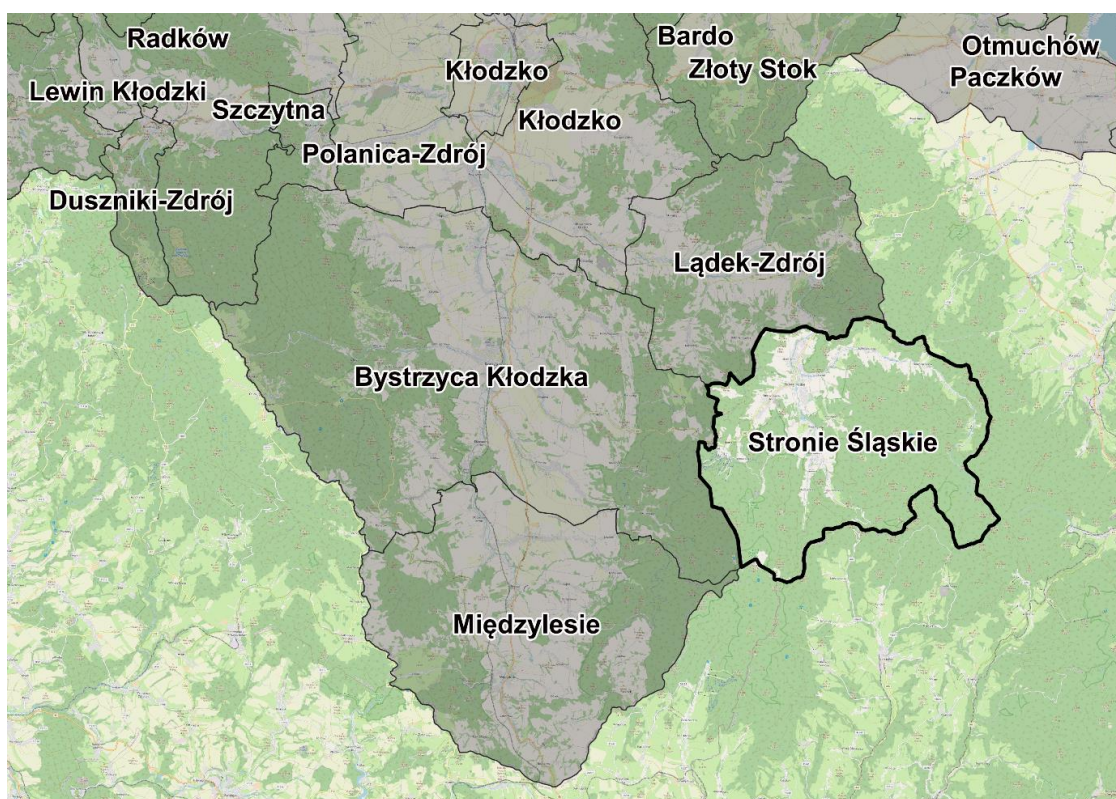 Radków
Bardo
Otmuchów
Kłodzko
Złoty Stok
Paczków
Lewin Kłodzki
Szczytna
Kłodzko
Polanica-Zdrój
Duszniki-Zdrój
Lądek-Zdrój
Bystrzyca Kłodzka
Stronie Śląskie
Międzylesie